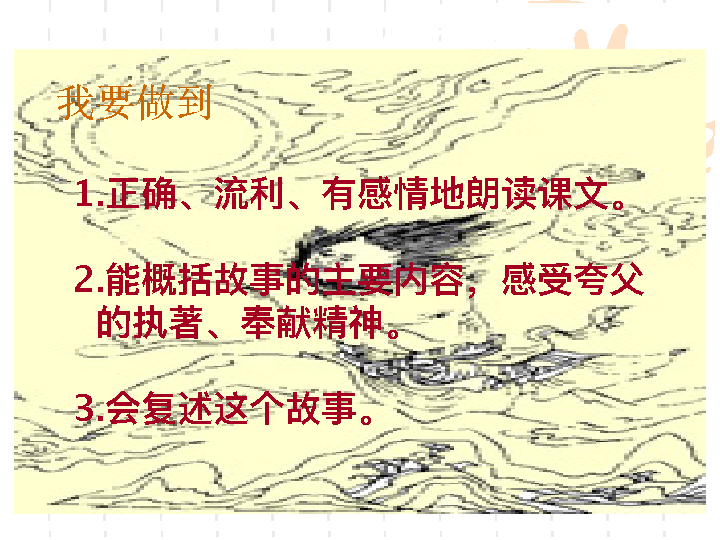 我要做到
1.正确、流利、有感情地朗读课文。
2.能概括故事的主要内容，感受夸父
的执著、奉献精神。
3.会复述这个故事。